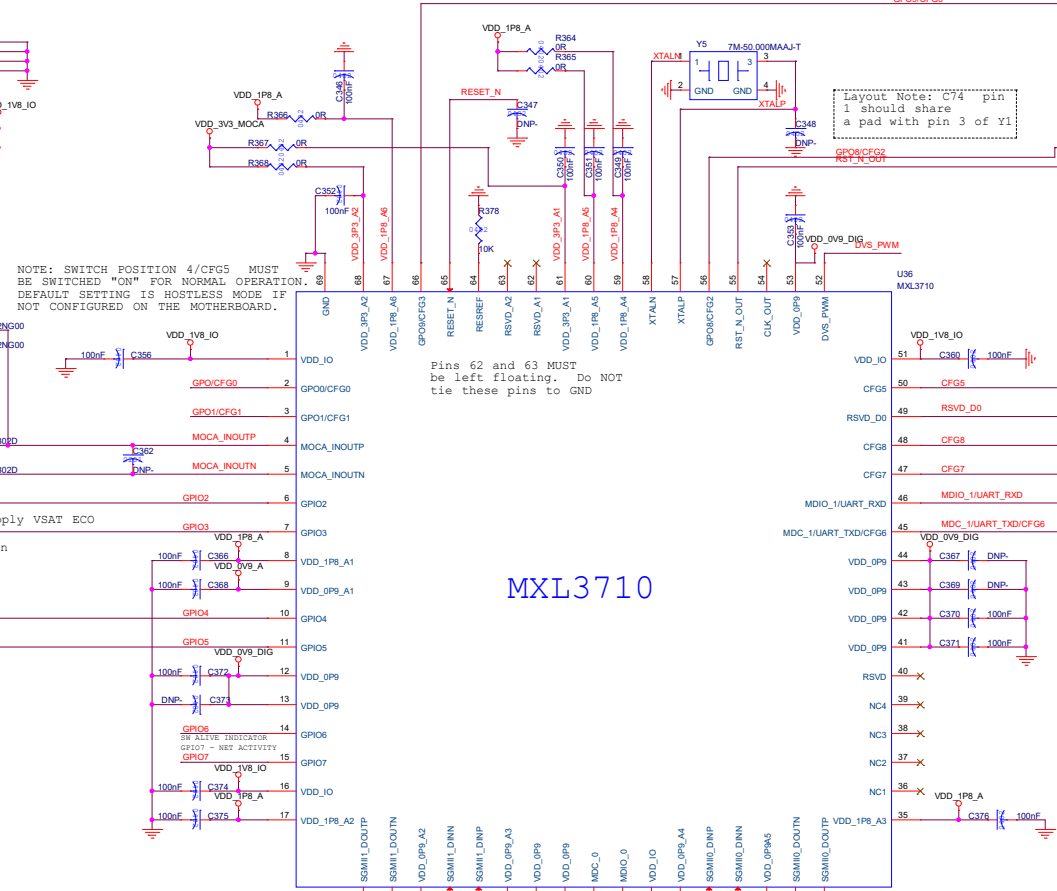 VDD_1P8_A
R364
0R
R365
0R
Y5
7M-50.000MAAJ-T
XTALN
1
3
3
2
GND
GND
4
XTALP
C346
100nF
VDD_1P8_A
R366
0R
VDD_3V3_MOCA
R367
0R
R368
0R
RESET_N
C347
DNP-
C348
DNP-
Layout Note: C74 pin
1 should share
a pad with pin 3 of Y1
GPO8/CFG2
RST_N_OUT
C350
100nF
C351
100nF
C349
100nF
C352
100nF
R378
10K
C353
100nF
VDD_0V9_DIG
DVS_PWM
VDD_3P3_A2
VDD_1P8_A6
VDD_3P3_A1
VDD_1P8_A5
VDD_1P8_A4
_1V8_IO
NOTE: SWITCH POSITION 4/CFG5 MUST
BE SWITCHED "ON" FOR NORMAL OPERATION.
DEFAULT SETTING IS HOSTLESS MODE IF
NOT CONFIGURED ON THE MOTHERBOARD.
U36
MXL3710
69
68
67
66
65
64
63
62
61
60
59
58
57
56
55
54
53
52
GND
VDD_3P3_A2
VDD_1P8_A6
GPO9/CFG3
RESET_N
RESREF
RSVD_A2
RSVD_A1
VDD_3P3_A1
VDD_1P8_A5
VDD_1P8_A4
XTALN
XTALP
GPO8/CFG2
RST_N_OUT
CLK_OUT
VDD_0P9
DVS_PWM
Pins 62 and 63 MUST
be left floating. Do NOT
tie these pins to GND
NG00
NG00
VDD_1V8_IO
100nF
C356
1
VDD_IO
GPO/CFG0
2
GPO0/CFG0
GPO1/CFG1
3
GPO1/CFG1
02D
MOCA_INOUTP
4
MOCA_INOUTP
C362
DNP-
02D
MOCA_INOUTN
5
MOCA_INOUTN
GPIO2
6
GPIO2
ply VSAT ECO
GPIO3
7
GPIO3
n
VDD_1P8_A
100nF
C366
8
VDD_1P8_A1
VDD_0V9_A
100nF
C368
9
VDD_0P9_A1
GPIO4
10
GPIO4
GPIO5
11
GPIO5
VDD_0V9_DIG
100nF
C372
12
VDD_0P9
DNP-
C373
13
VDD_0P9
GPIO6
14
GPIO6
SW ALIVE INDICATOR
GPIO7 - NET ACTIVITY
GPIO7
15
GPIO7
VDD_1V8_IO
100nF
C374
16
VDD_IO
VDD_1P8_A
100nF
C375
17
VDD_1P8_A2
MXL3710
VDD_1V8_IO
VDD_IO
51
C360
100nF
CFG5
50
CFG5
RSVD_D0
49
RSVD_D0
CFG8
48
CFG8
CFG7
47
CFG7
MDIO_1/UART_RXD
46
MDIO_1/UART_RXD
MDC_1/UART_TXD/CFG6
45
MDC_1/UART_TXD/CFG6
VDD_0V9_DIG
VDD_0P9
44
C367
DNP-
VDD_0P9
43
C369
DNP-
VDD_0P9
42
C370
100nF
VDD_0P9
41
C371
100nF
RSVD
40
NC4
39
NC3
38
NC2
37
NC1
36
VDD_1P8_A
VDD_1P8_A3
35
C376
100nF
SGMII1_DOUTP
SGMII1_DOUTN
VDD_0P9_A2
SGMII1_DINN
SGMII1_DINP
VDD_0P9_A3
VDD_0P9
VDD_0P9
MDC_0
MDIO_0
VDD_IO
VDD_0P9_A4
SGMII0_DINP
SGMII0_DINN
VDD_0P9A5
SGMII0_DOUTN
SGMII0_DOUTP